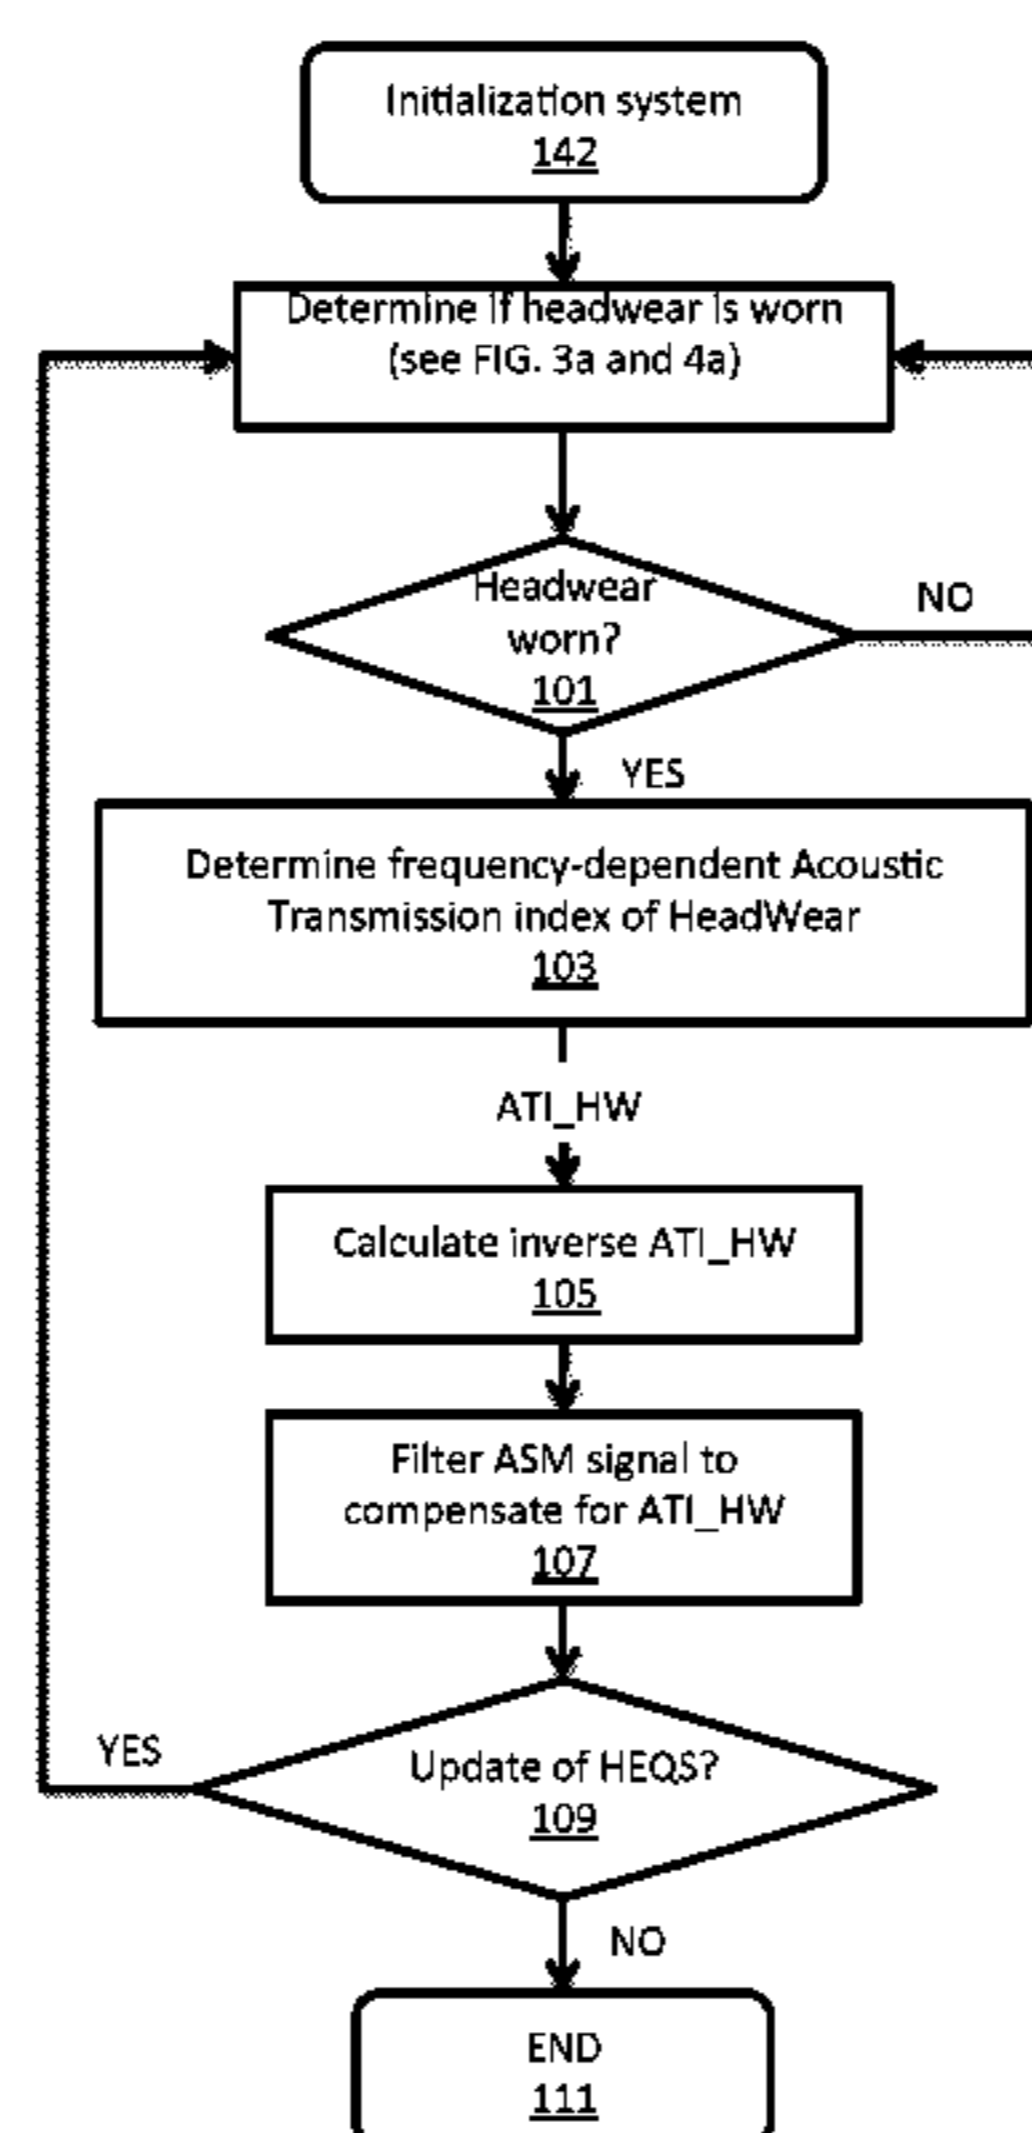 Initialization system
142
Determine if headwear is worn
(see FIG. 3a and 4a)
Headwear
worn?
101
NO
YES
Determine frequency-dependent Acoustic
Transmission index of HeadWear
103
ATI_HW
Calculate inverse ATI_HW
105
Filter ASM signal to
compensate for ATI_HW
107
YES
Update of HEQS?
109
NO
END
111